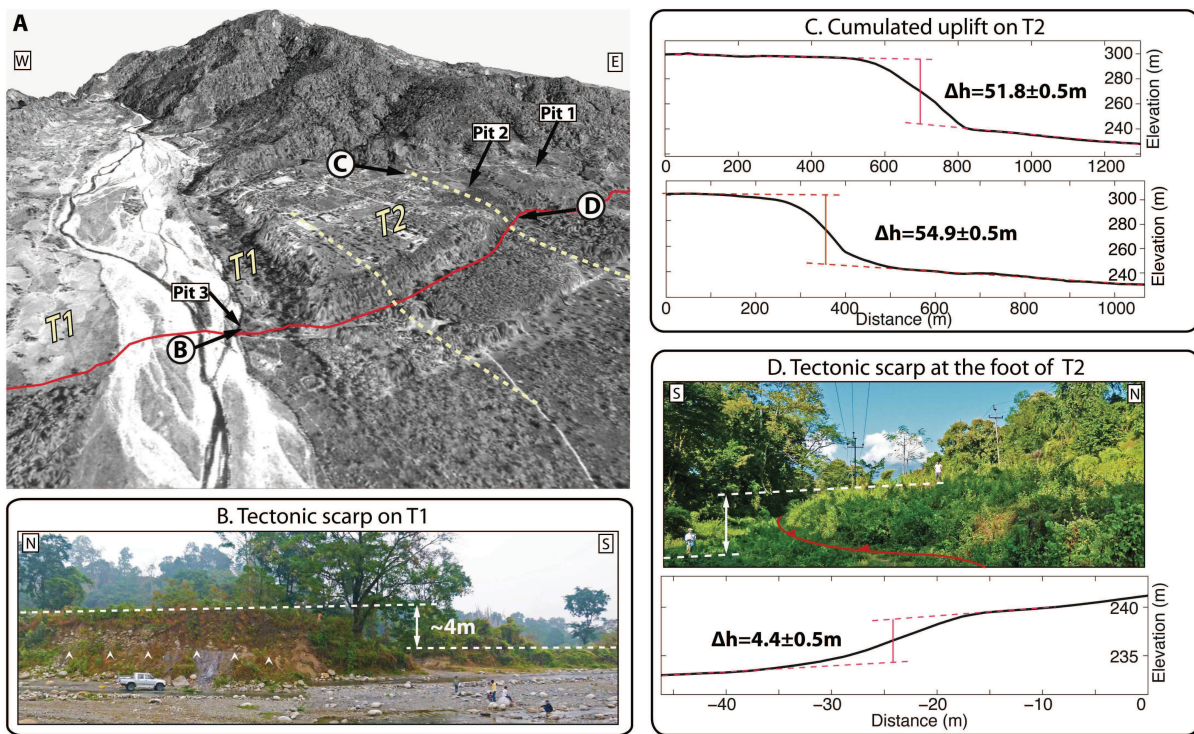 A
W
E
Pit 1
Pit 2
C
D
T2
T1
Pit 3
T1
B
B. Tectonic scarp on T1
N
S
~4m
C. Cumulated uplift on T2
Δh=51.8±0.5m
300
280
260
240
Elevation (m)
0 200 400 600 800 1000 1200
Δh=54.9±0.5m
300
280
260
240
Elevation (m)
0 200 400 600 800 1000
Distance (m)
D. Tectonic scarp at the foot of T2
S
N
Δh=4.4±0.5m
240
235
Elevation (m)
−40 −30 −20 −10 0
Distance (m)